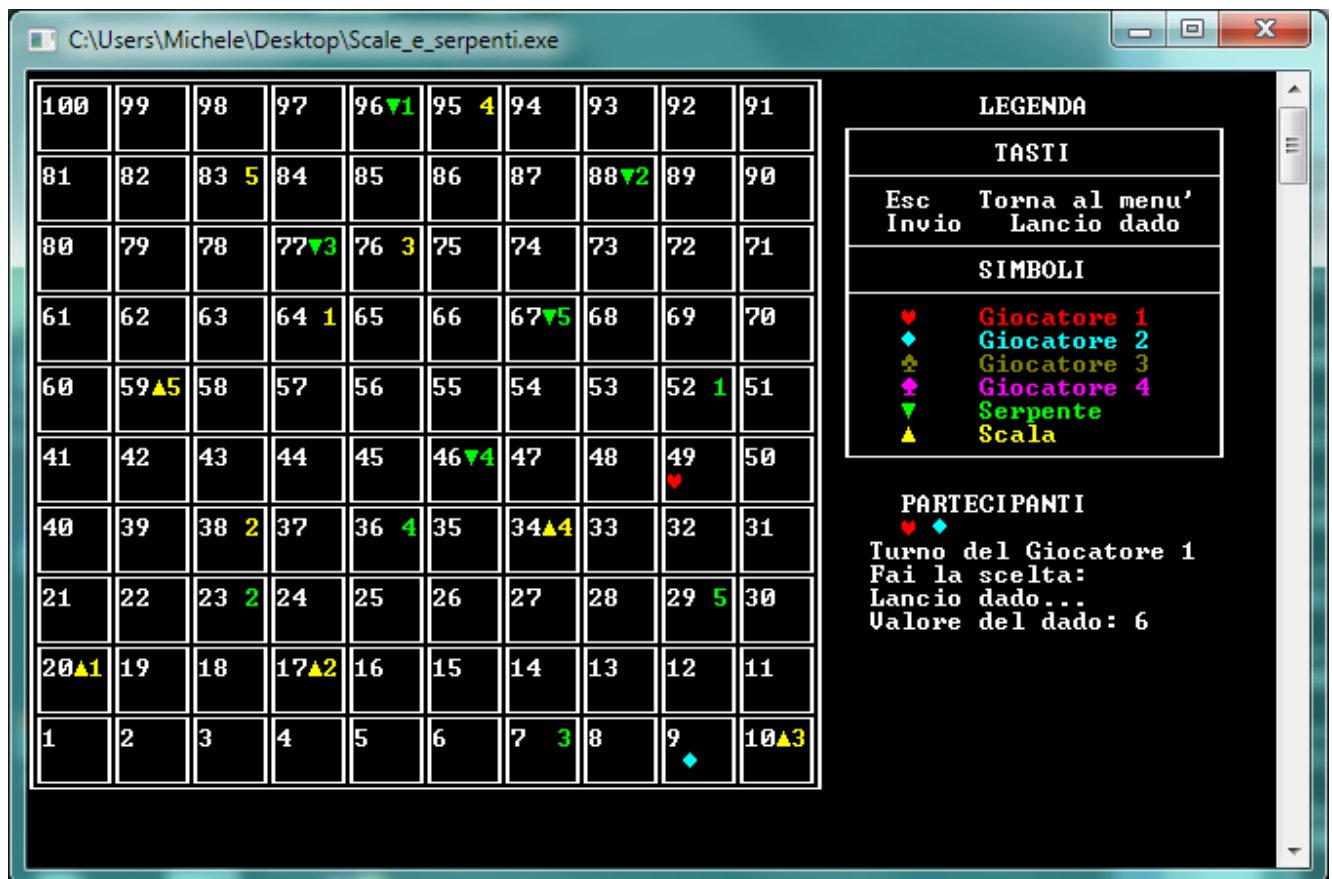 C:\Users\Michele\Desktop\Scale_e_serpenti.exe
100 99 98 97 96▼1 95 4 94 93 92 91
81 82 83 5 84 85 86 87 88▼2 89 90
80 79 78 77▼3 76 3 75 74 73 72 71
61 62 63 64 1 65 66 67▼5 68 69 70
60 59▲5 58 57 56 55 54 53 52 1 51
41 42 43 44 45 46▼4 47 48 49 50
40 39 38 2 37 36 4 35 34▲4 33 32 31
21 22 23 2 24 25 26 27 28 29 5 30
20▲1 19 18 17▲2 16 15 14 13 12 11
1 2 3 4 5 6 7 3 8 9 10▲3
LEGENDA
TASTI
Esc Torna al menu'
Invio Lancio dado
SIMBOLI
♥ Giocatore 1
♦ Giocatore 2
♣ Giocatore 3
♠ Giocatore 4
▼ Serpente
▲ Scala
PARTECIPANTI
♥ ♦
Turno del Giocatore 1
Fai la scelta:
Lancio dado...
Valore del dado: 6